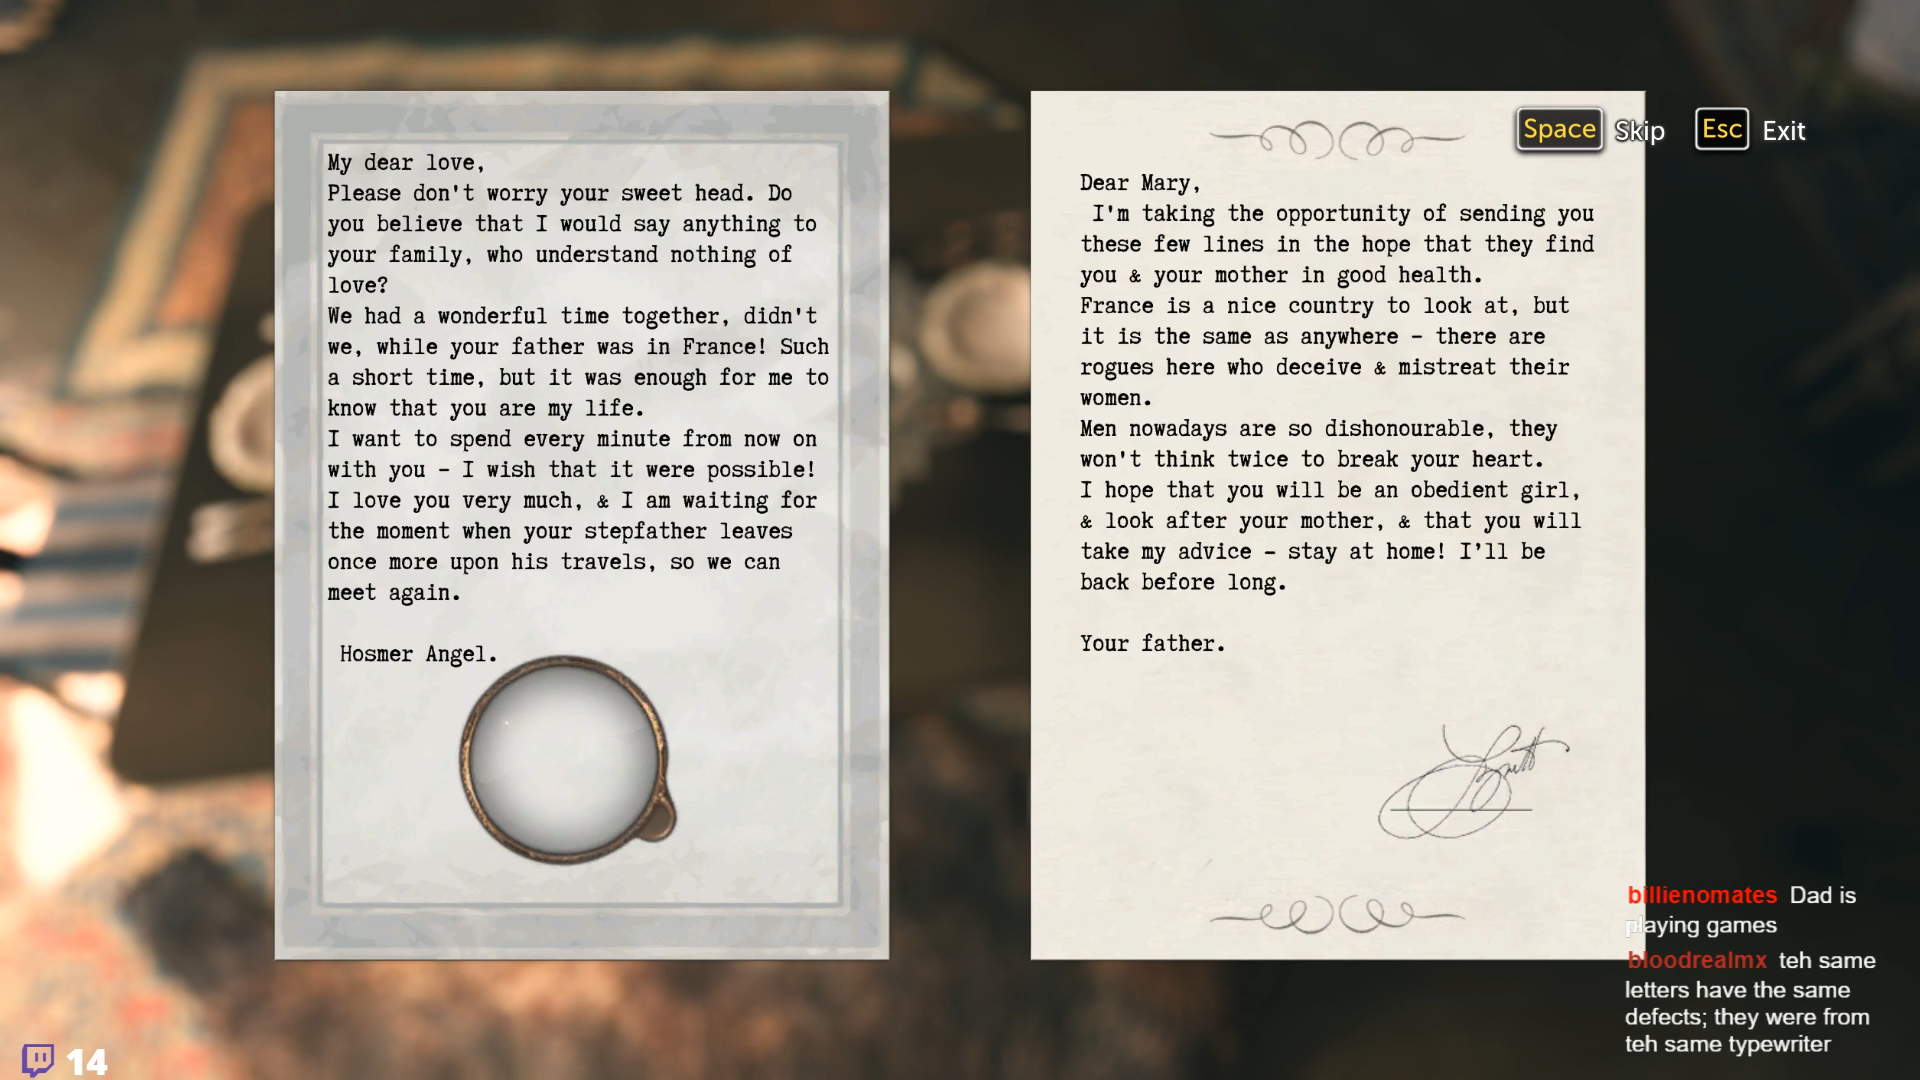 My dear love,
Please don't worry your sweet head. Do
you believe that I would say anything to
your family, who understand nothing of
love?
We had a wonderful time together, didn't
we, while your father was in France! Such
a short time, but it was enough for me to
know that you are my life.
I want to spend every minute from now on
with you – I wish that it were possible!
I love you very much, & I am waiting for
the moment when your stepfather leaves
once more upon his travels, so we can
meet again.
Hosmer Angel.
Dear Mary,
I'm taking the opportunity of sending you
these few lines in the hope that they find
you & your mother in good health.
France is a nice country to look at, but
it is the same as anywhere – there are
rogues here who deceive & mistreat their
women.
Men nowadays are so dishonourable, they
won't think twice to break your heart.
I hope that you will be an obedient girl,
& look after your mother, & that you will
take my advice – stay at home! I’ll be
back before long.
Your father.
Space Skip Esc Exit
billienomates Dad is
playing games
bloodrealmx teh same
letters have the same
defects; they were from
teh same typewriter
14